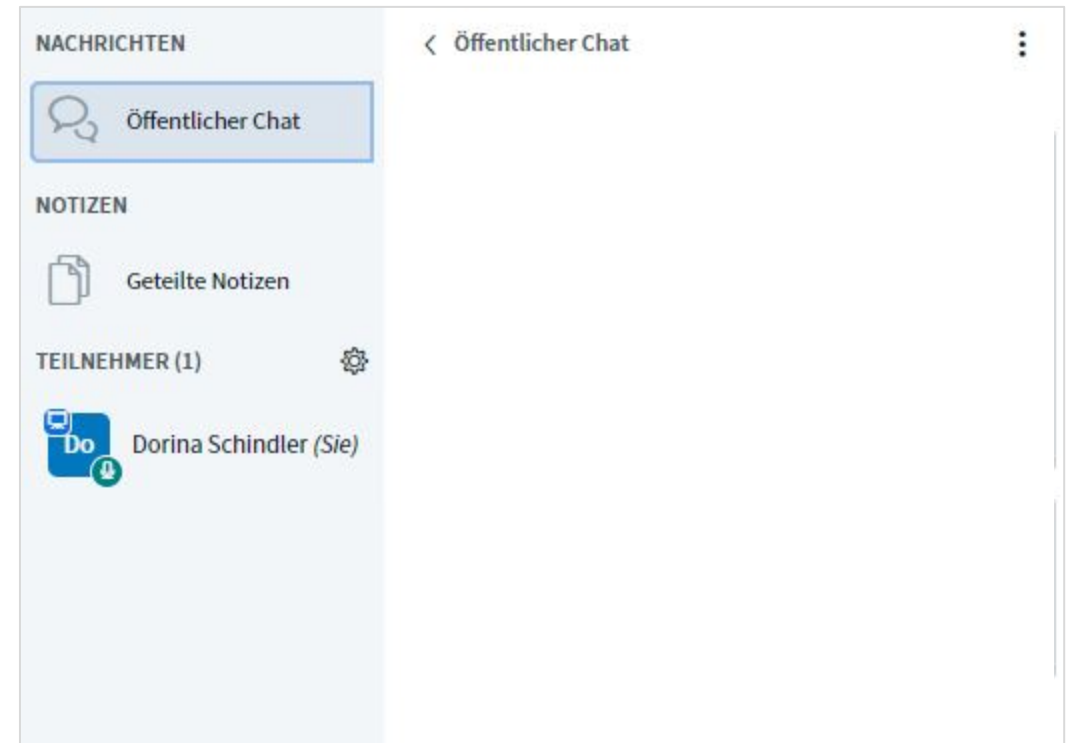 NACHRICHTEN
Öffentlicher Chat
NOTIZEN
Geteilte Notizen
TEILNEHMER (1)
Do
Dorina Schindler (Sie)
Öffentlicher Chat